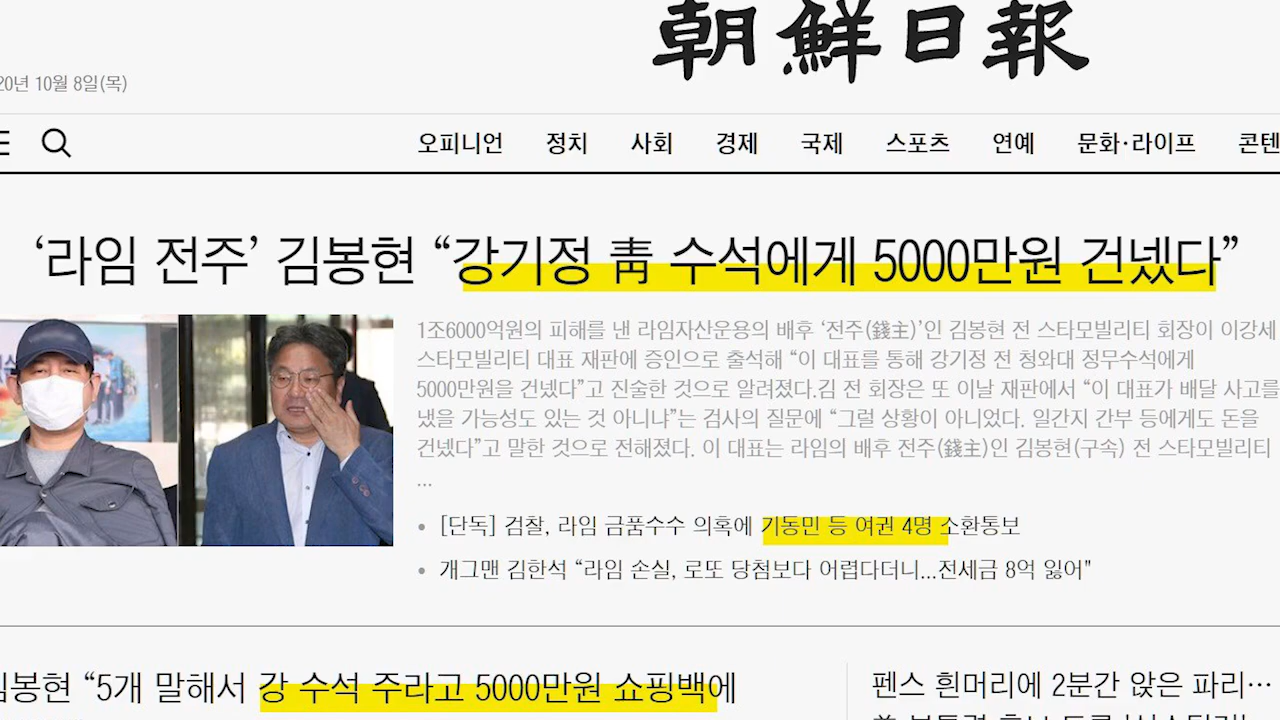 朝鮮日報
20년 10월 8일(목)
오피니언 정치 사회 경제 국제 스포츠 연예 문화·라이프 콘텐
‘라임 전주’ 김봉현 “강기정 靑 수석에게 5000만원 건넸다”
1조6000억원의 피해를 낸 라임자산운용의 배후 ‘전주(錢主)’인 김봉현 전 스타모빌리티 회장이 이강세
스타모빌리티 대표 재판에 증인으로 출석해 “이 대표를 통해 강기정 전 청와대 정무수석에게
5000만원을 건넸다”고 진술한 것으로 알려졌다.김 전 회장은 또 이날 재판에서 “이 대표가 배달 사고를
냈을 가능성도 있는 것 아니냐”는 검사의 질문에 “그럴 상황이 아니었다. 일간지 간부 등에게도 돈을
건넸다”고 말한 것으로 전해졌다. 이 대표는 라임의 배후 전주(錢主)인 김봉현(구속) 전 스타모빌리티
...
• [단독] 검찰, 라임 금품수수 의혹에 기동민 등 여권 4명 소환통보
• 개그맨 김한석 “라임 손실, 로또 당첨보다 어렵다더니...전세금 8억 잃어"
김봉현 “5개 말해서 강 수석 주라고 5000만원 쇼핑백에
펜스 흰머리에 2분간 앉은 파리…